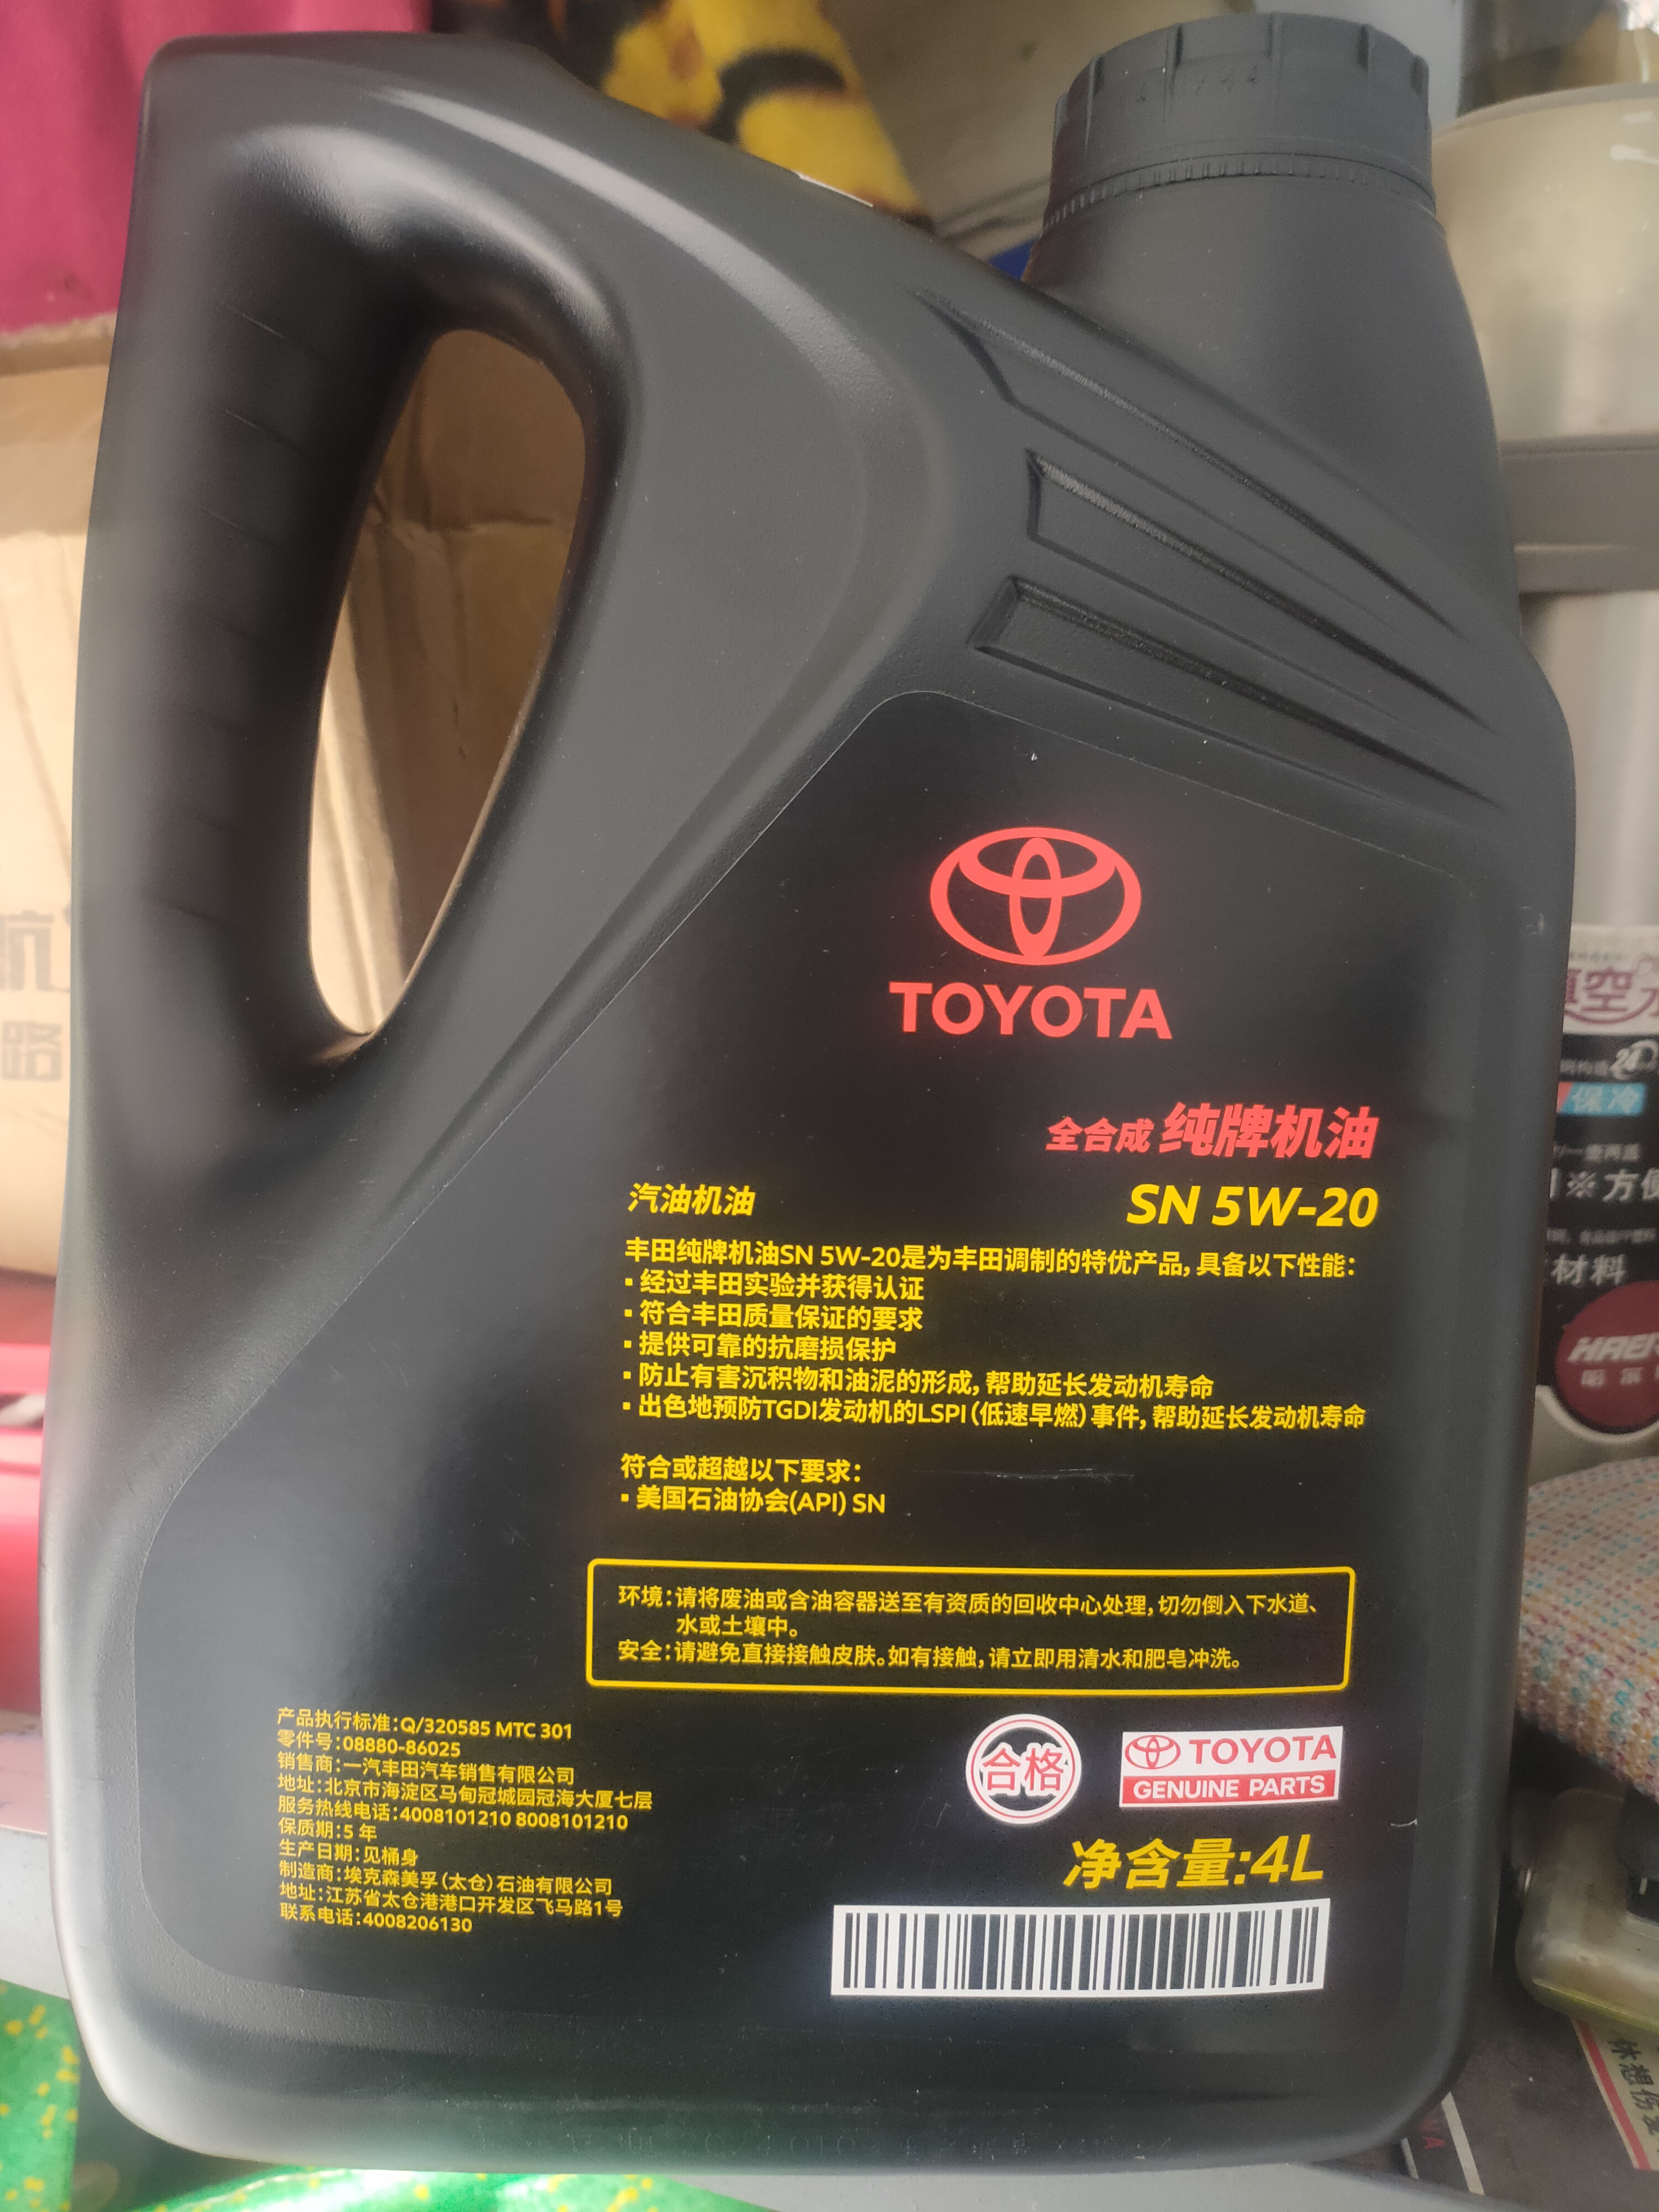 TOYOTA
全合成 纯牌机油
汽油机油
SN 5W-20
丰田纯牌机油SN 5W-20是为丰田调制的特优产品,具备以下性能:
▪ 经过丰田实验并获得认证
▪ 符合丰田质量保证的要求
▪ 提供可靠的抗磨损保护
▪ 防止有害沉积物和油泥的形成,帮助延长发动机寿命
▪ 出色地预防TGDI发动机的LSPI(低速早燃)事件,帮助延长发动机寿命
符合或超越以下要求:
▪ 美国石油协会(API) SN
环境:请将废油或含油容器送至有资质的回收中心处理,切勿倒入下水道、
水或土壤中。
安全:请避免直接接触皮肤。如有接触,请立即用清水和肥皂冲洗。
产品执行标准:Q/320585 MTC 301
零件号:08880-86025
销售商:一汽丰田汽车销售有限公司
地址:北京市海淀区马甸冠城园冠海大厦七层
服务热线电话:4008101210 8008101210
保质期:5 年
生产日期:见桶身
制造商:埃克森美孚(太仓)石油有限公司
地址:江苏省太仓港港口开发区飞马路1号
联系电话:4008206130
合格
TOYOTA
GENUINE PARTS
净含量:4L
路
真空
保冷
※方便
材料
HAER
哈尔
休想伤